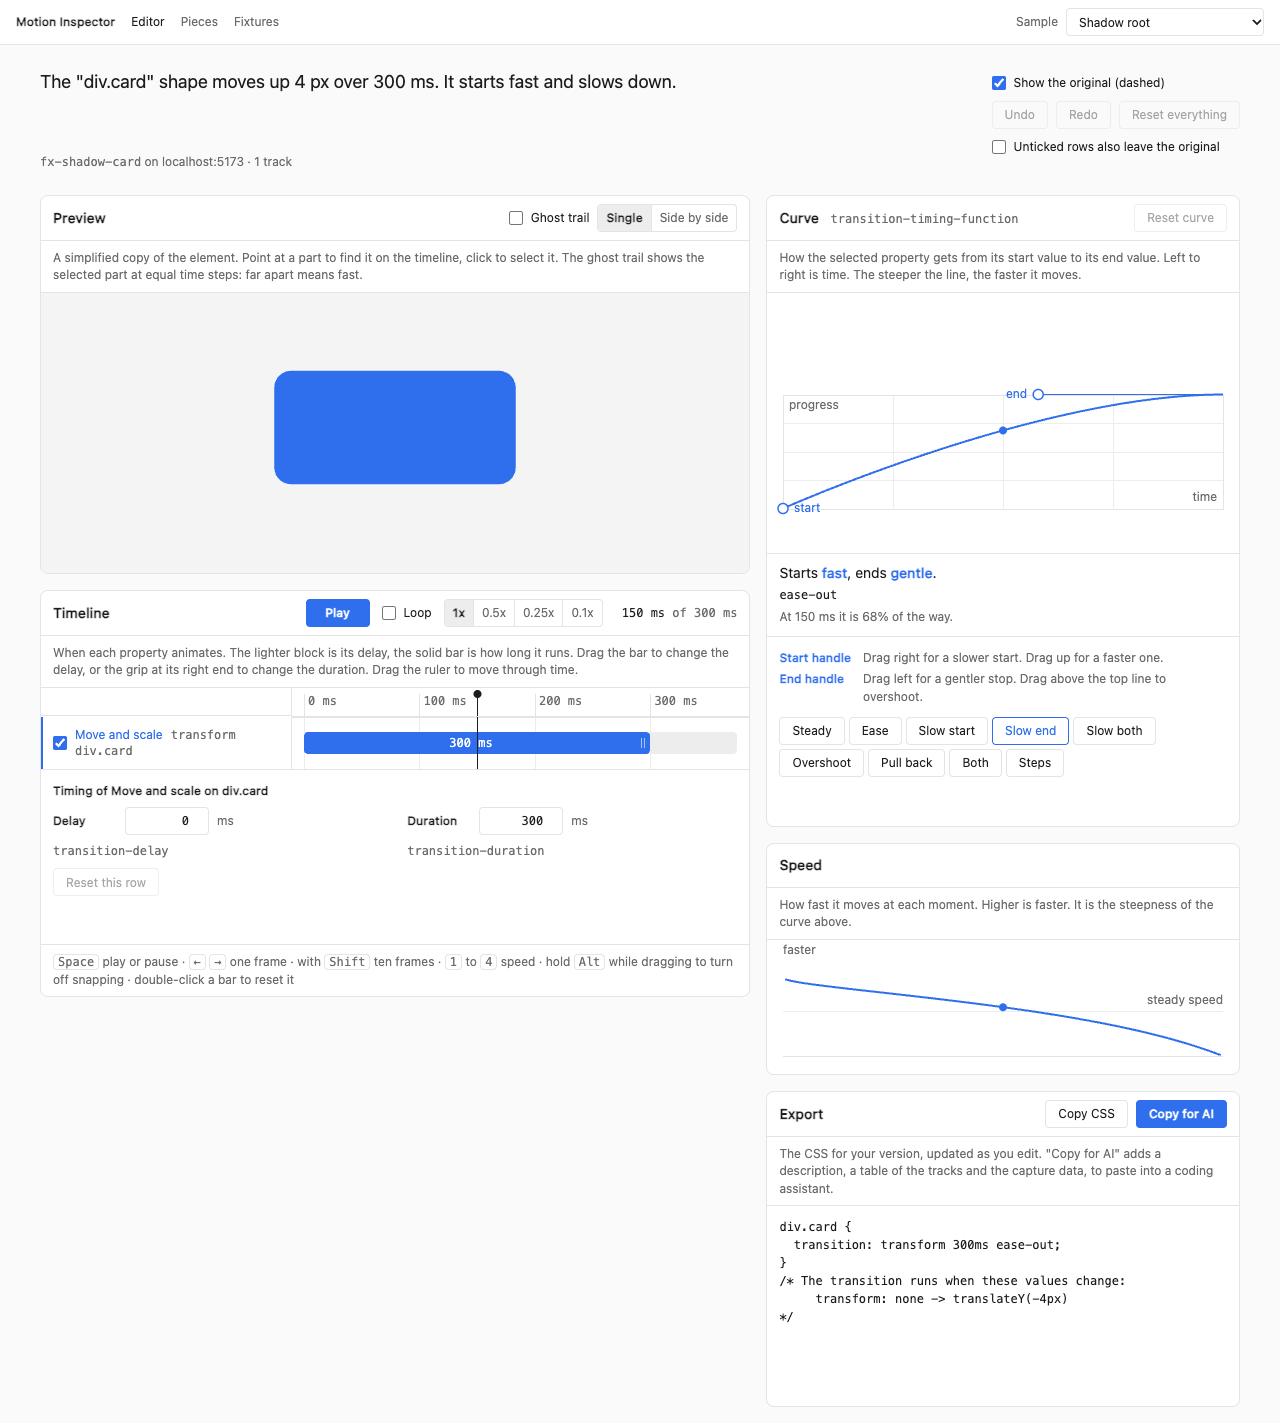 Motion Inspector Editor Pieces Fixtures Sample Shadow root
The "div.card" shape moves up 4 px over 300 ms. It starts fast and slows down.
Show the original (dashed)
Undo Redo Reset everything
Unticked rows also leave the original
fx-shadow-card on localhost:5173 · 1 track
Preview Ghost trail Single Side by side
A simplified copy of the element. Point at a part to find it on the timeline, click to select it. The ghost trail shows the
selected part at equal time steps: far apart means fast.
Timeline Play Loop 1x 0.5x 0.25x 0.1x 150 ms of 300 ms
When each property animates. The lighter block is its delay, the solid bar is how long it runs. Drag the bar to change the
delay, or the grip at its right end to change the duration. Drag the ruler to move through time.
0 ms 100 ms 200 ms 300 ms
Move and scale transform
div.card
300 ms
Timing of Move and scale on div.card
Delay 0 ms Duration 300 ms
transition-delay transition-duration
Reset this row
Space play or pause · ← → one frame · with Shift ten frames · 1 to 4 speed · hold Alt while dragging to turn
off snapping · double-click a bar to reset it
Curve transition-timing-function Reset curve
How the selected property gets from its start value to its end value. Left to
right is time. The steeper the line, the faster it moves.
end
progress
time
start
Starts fast, ends gentle.
ease-out
At 150 ms it is 68% of the way.
Start handle Drag right for a slower start. Drag up for a faster one.
End handle Drag left for a gentler stop. Drag above the top line to
overshoot.
Steady Ease Slow start Slow end Slow both
Overshoot Pull back Both Steps
Speed
How fast it moves at each moment. Higher is faster. It is the steepness of the
curve above.
faster
steady speed
Export Copy CSS Copy for AI
The CSS for your version, updated as you edit. "Copy for AI" adds a
description, a table of the tracks and the capture data, to paste into a coding
assistant.
div.card {
transition: transform 300ms ease-out;
}
/* The transition runs when these values change:
transform: none -> translateY(-4px)
*/